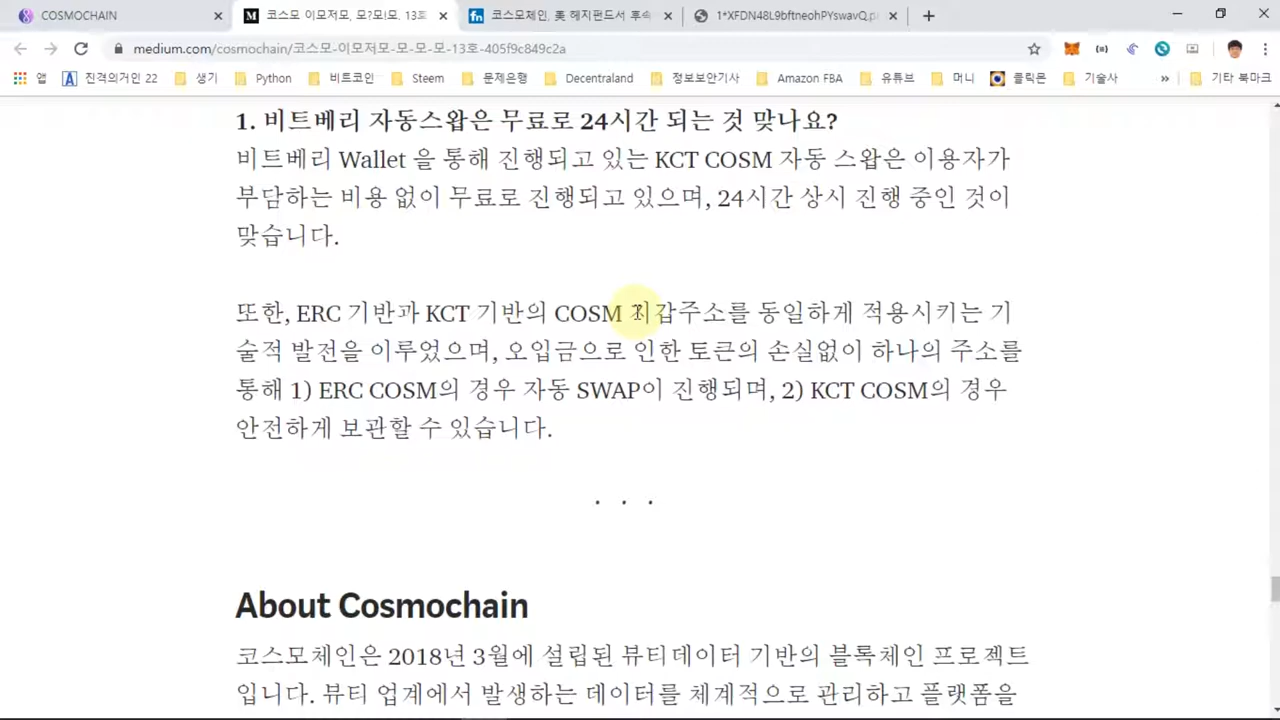 COSMOCHAIN
코스모 이모저모, 모?모!모. 13호
코스모체인, 美 헤지펀드서 후속
1*XFDN48L9bftneohPYswavQ.p
medium.com/cosmochain/코스모-이모저모-모-모-모-13호-405f9c849c2a
앱
진격의거인 22
생기
Python
비트코인
Steem
문제은행
Decentraland
정보보안기사
Amazon FBA
유튜브
머니
콜릭몬
기술사
»
기타 북마크
1. 비트베리 자동스왑은 무료로 24시간 되는 것 맞나요?
비트베리 Wallet 을 통해 진행되고 있는 KCT COSM 자동 스왑은 이용자가
부담하는 비용 없이 무료로 진행되고 있으며, 24시간 상시 진행 중인 것이
맞습니다.
또한, ERC 기반과 KCT 기반의 COSM 지갑주소를 동일하게 적용시키는 기
술적 발전을 이루었으며, 오입금으로 인한 토큰의 손실없이 하나의 주소를
통해 1) ERC COSM의 경우 자동 SWAP이 진행되며, 2) KCT COSM의 경우
안전하게 보관할 수 있습니다.
. . .
About Cosmochain
코스모체인은 2018년 3월에 설립된 뷰티데이터 기반의 블록체인 프로젝트
입니다. 뷰티 업계에서 발생하는 데이터를 체계적으로 관리하고 플랫폼을